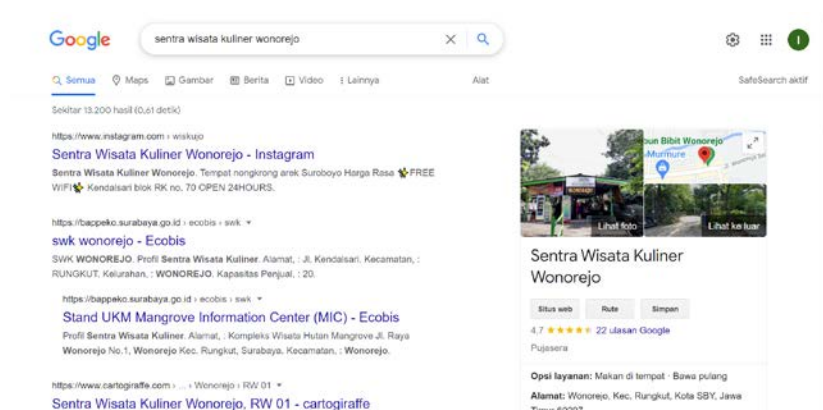 Google
sentra wisata kuliner wonorejo
I
Semua Maps Gambar Berita Video Lainnya Alat SafeSearch aktif
Sekitar 13.200 hasil (0,61 detik)
https://www.instagram.com › wiskujo
Sentra Wisata Kuliner Wonorejo - Instagram
Sentra Wisata Kuliner Wonorejo. Tempat nongkrong arek Suroboyo Harga Rasa FREE
WIFI Kendalsari blok RK no. 70 OPEN 24HOURS.
https://bappeko.surabaya.go.id › ecobis › swk
swk wonorejo - Ecobis
SWK WONOREJO. Profil Sentra Wisata Kuliner. Alamat, : Jl. Kendalsari. Kecamatan, :
RUNGKUT. Kelurahan, : WONOREJO. Kapasitas Penjual, : 20.
https://bappeko.surabaya.go.id › ecobis › swk
Stand UKM Mangrove Information Center (MIC) - Ecobis
Profil Sentra Wisata Kuliner. Alamat, : Kompleks Wisata Hutan Mangrove Jl. Raya
Wonorejo No.1, Wonorejo Kec. Rungkut, Surabaya. Kecamatan, : Wonorejo.
https://www.cartogiraffe.com › ... › Wonorejo › RW 01
Sentra Wisata Kuliner Wonorejo, RW 01 - cartogiraffe
bun Bibit Wonorejo
Murmure
Lihat foto
Lihat ke luar
Sentra Wisata Kuliner
Wonorejo
Situs web Rute Simpan
4,7 22 ulasan Google
Pujasera
Opsi layanan: Makan di tempat · Bawa pulang
Alamat: Wonorejo, Kec. Rungkut, Kota SBY, Jawa